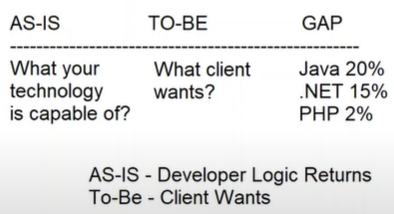 AS-IS TO-BE GAP
-----------------------------------------------------
What your What client Java 20%
technology wants? .NET 15%
is capable of? PHP 2%
AS-IS - Developer Logic Returns
To-Be - Client Wants